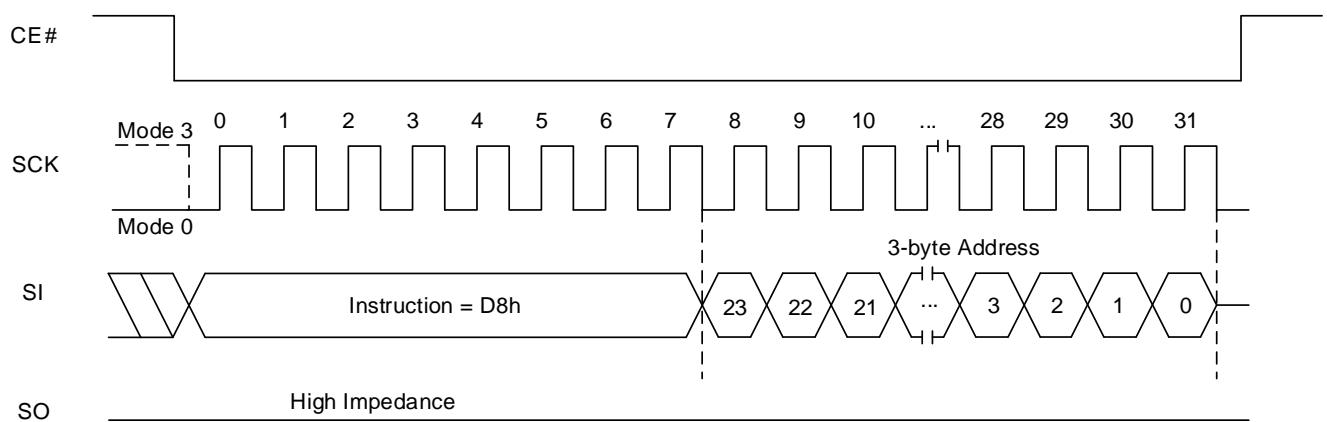 CE#
0 1 2 3 4 5 6 7 8 9 10 ... 28 29 30 31
Mode 3
SCK
Mode 0
3-byte Address
SI
Instruction = D8h
23 22 21 ... 3 2 1 0
High Impedance
SO